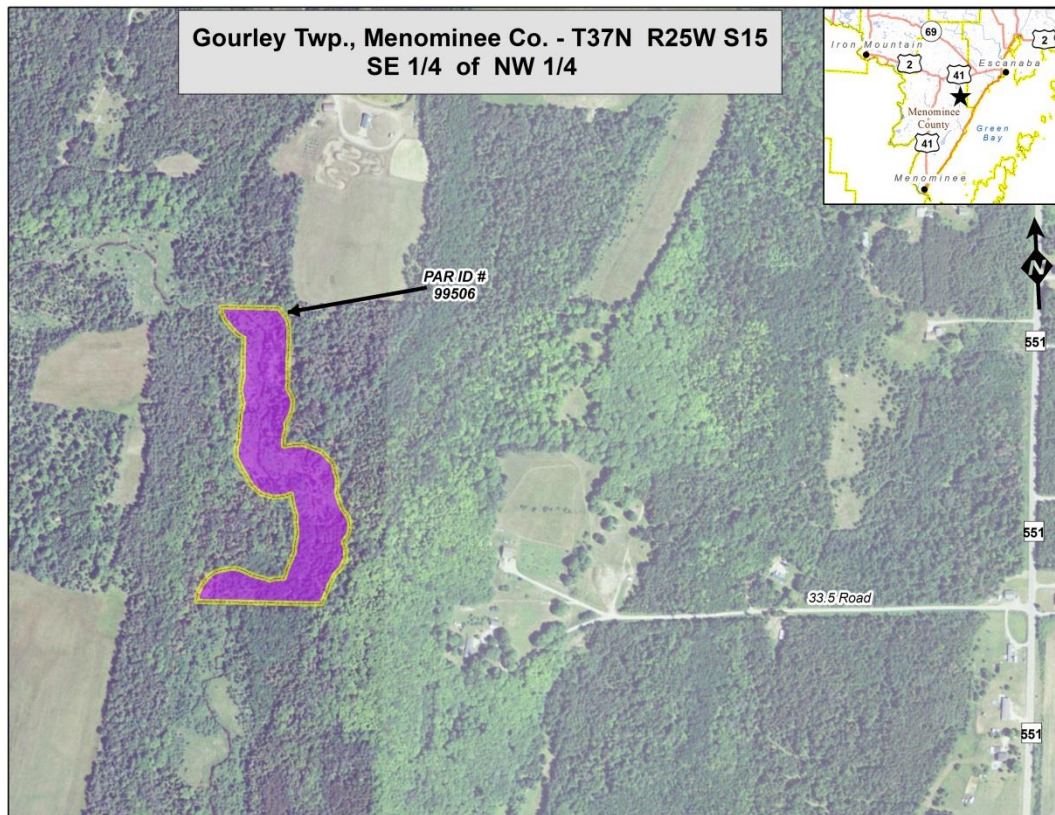 Gourley Twp., Menominee Co. - T37N R25W S15
SE 1/4 of NW 1/4
69
2
Iron Mountain
2
Escanaba
41
Menominee
County
Green
Bay
41
Menominee
N
PAR ID #
99506
551
551
33.5 Road
551